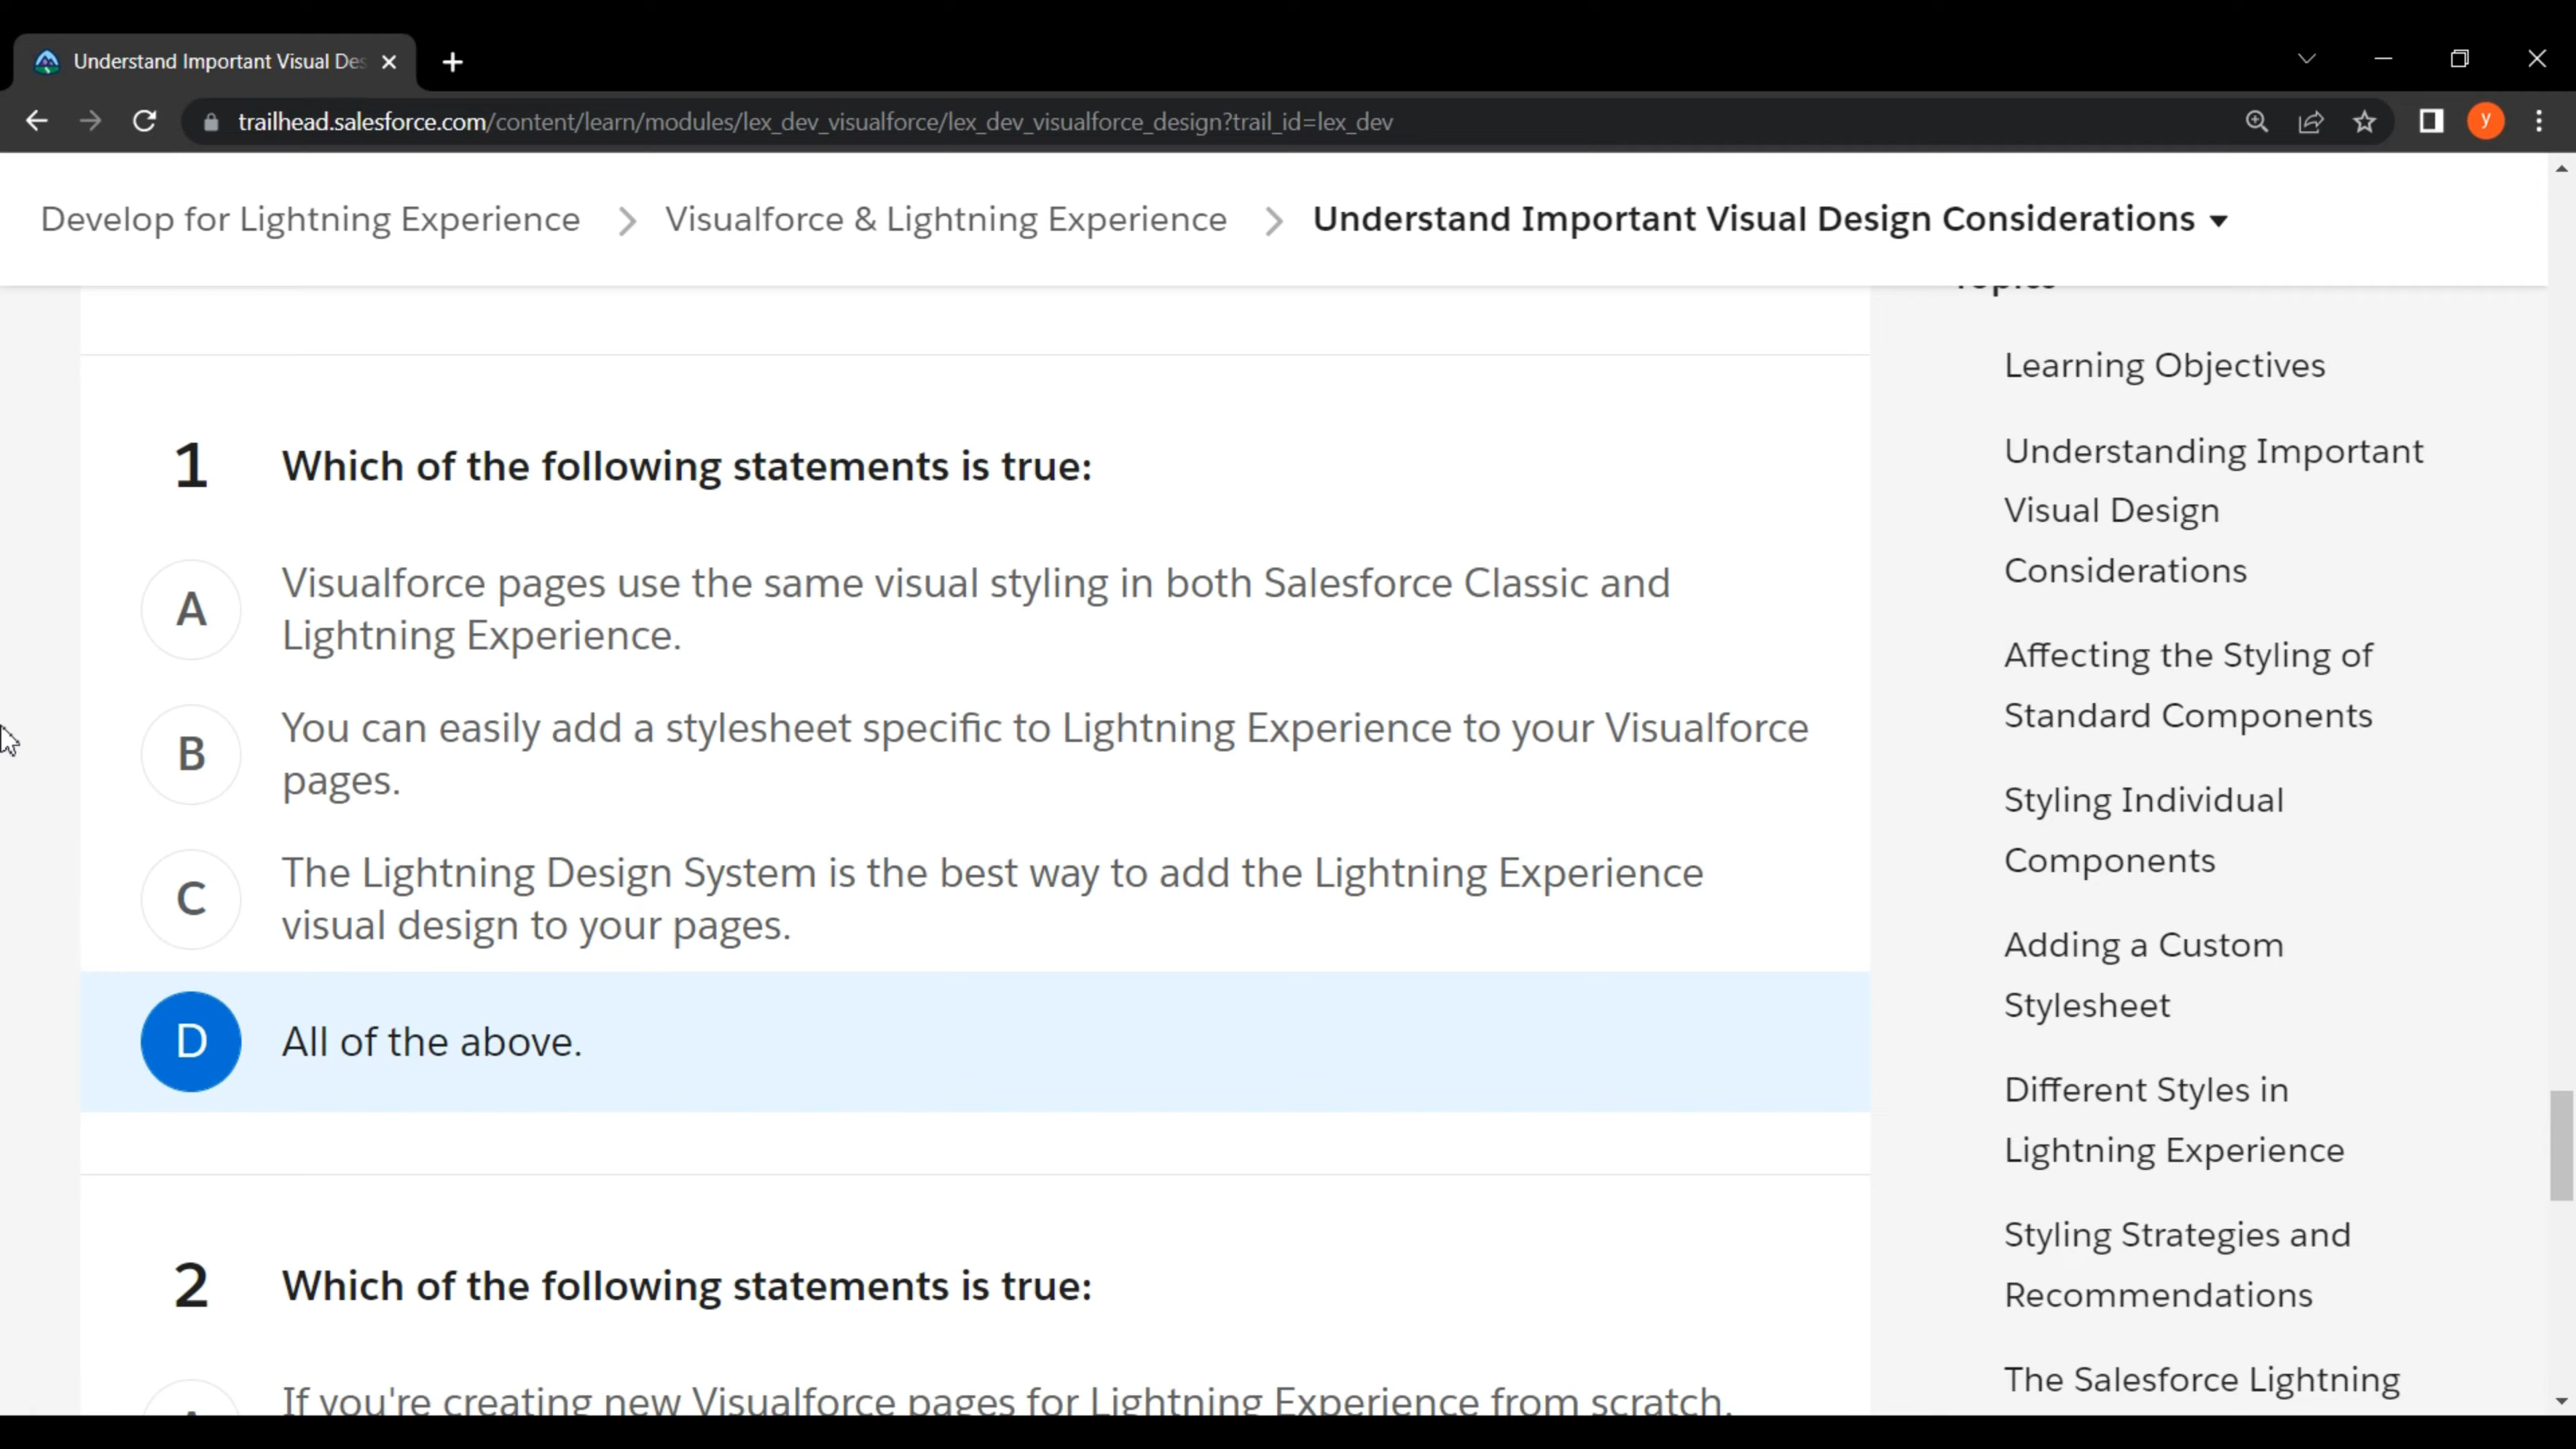 Understand Important Visual Des
trailhead.salesforce.com/content/learn/modules/lex_dev_visualforce/lex_dev_visualforce_design?trail_id=lex_dev
y
Develop for Lightning Experience
Visualforce & Lightning Experience
Understand Important Visual Design Considerations
1
Which of the following statements is true:
A
Visualforce pages use the same visual styling in both Salesforce Classic and
Lightning Experience.
B
You can easily add a stylesheet specific to Lightning Experience to your Visualforce
pages.
C
The Lightning Design System is the best way to add the Lightning Experience
visual design to your pages.
D
All of the above.
2
Which of the following statements is true:
If you're creating new Visualforce pages for Lightning Experience from scratch,
Topics
Learning Objectives
Understanding Important
Visual Design
Considerations
Affecting the Styling of
Standard Components
Styling Individual
Components
Adding a Custom
Stylesheet
Different Styles in
Lightning Experience
Styling Strategies and
Recommendations
The Salesforce Lightning